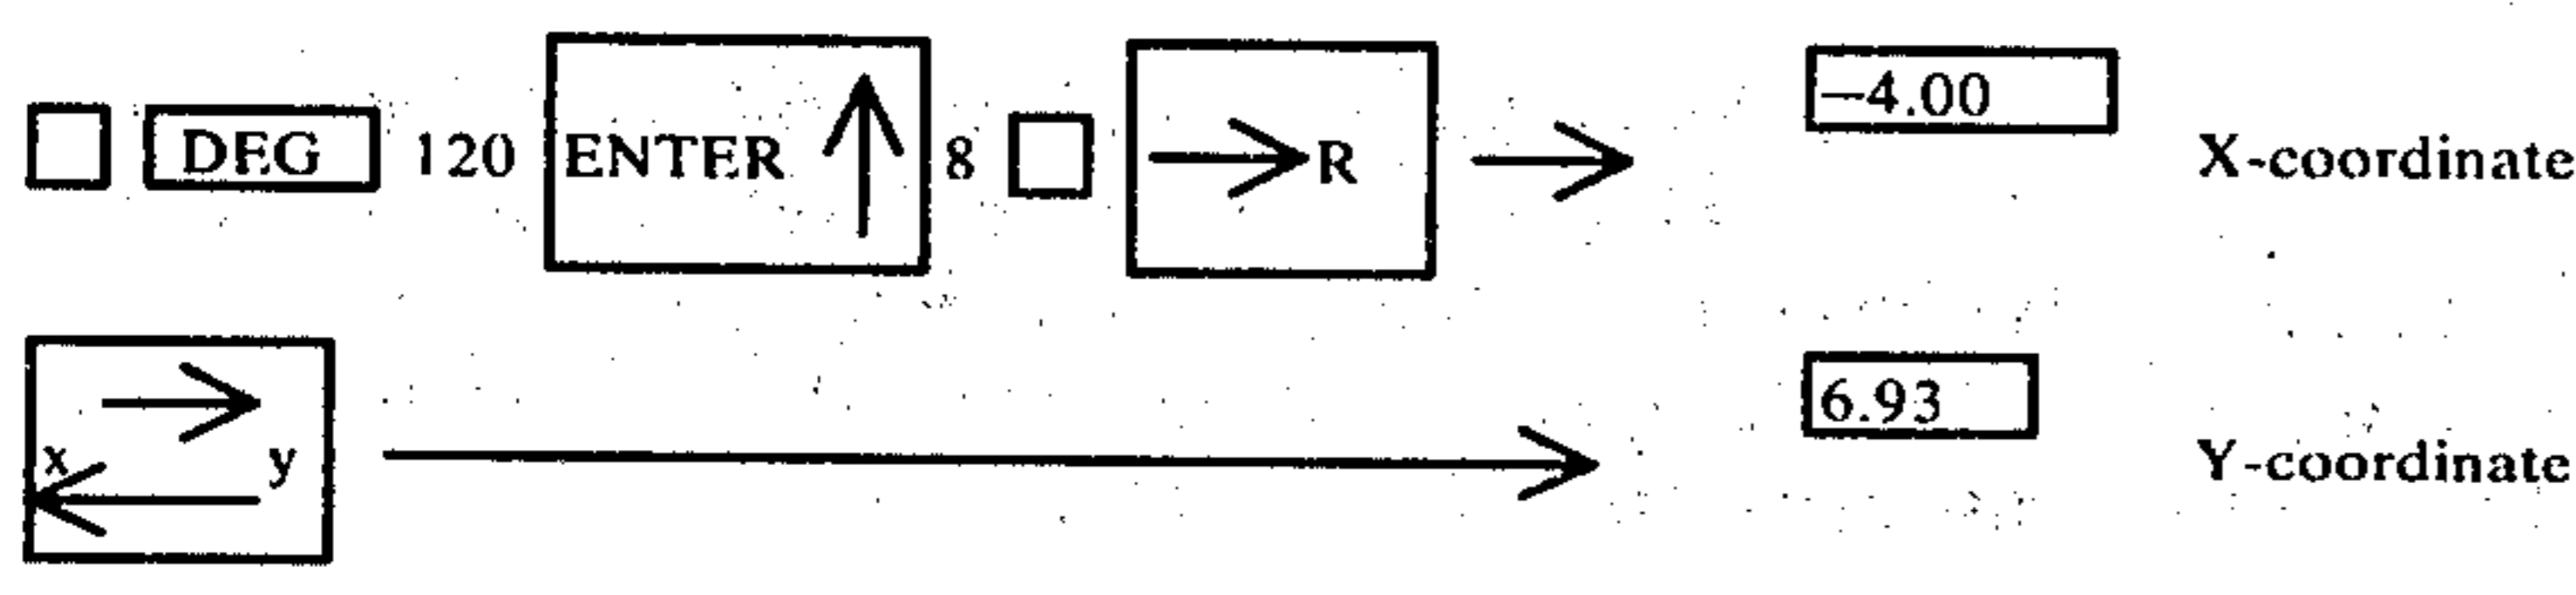 DEG 120 ENTER ↑ 8 → R → −4.00 X-coordinate
x → ← y → 6.93 Y-coordinate